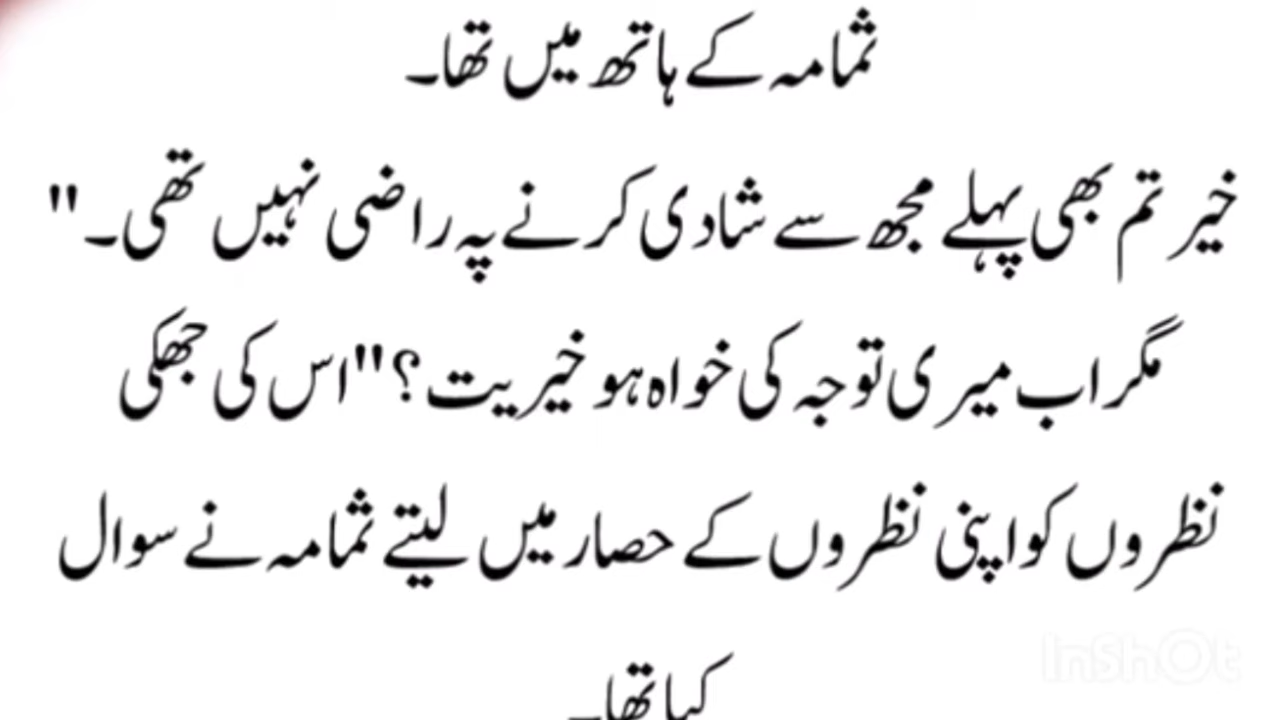 ثمامہ کے ہاتھ میں تھا۔
خیر تم بھی پہلے مجھ سے شادی کرنے پہ راضی نہیں تھی۔"
مگر اب میری توجہ کی خواہ ہو خیریت؟"اس کی جھکی
نظروں کو اپنی نظروں کے حصار میں لیتے ثمامہ نے سوال
کیا تھا۔
InShOt